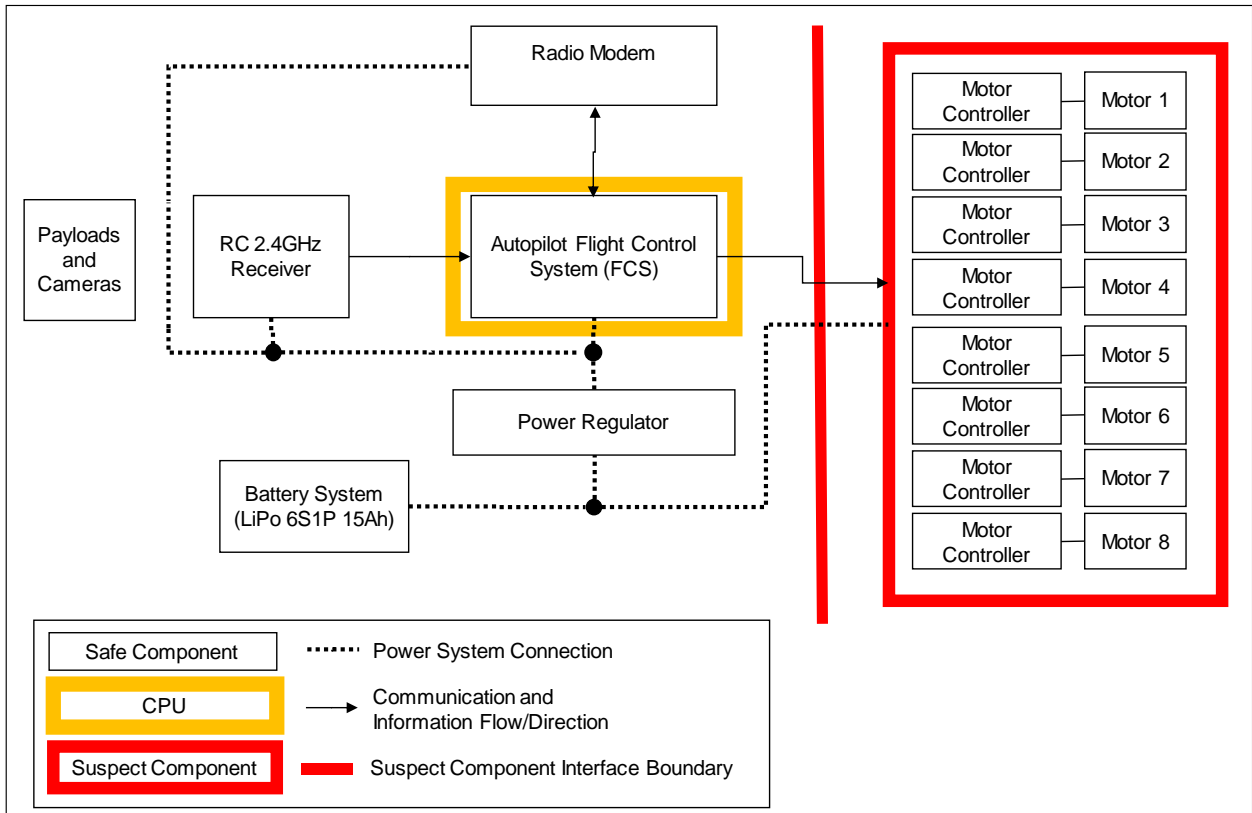 Radio Modem
Payloads
and
Cameras
RC 2.4GHz
Receiver
Autopilot Flight Control
System (FCS)
Power Regulator
Battery System
(LiPo 6S1P 15Ah)
Motor
Controller
Motor 1
Motor
Controller
Motor 2
Motor
Controller
Motor 3
Motor
Controller
Motor 4
Motor
Controller
Motor 5
Motor
Controller
Motor 6
Motor
Controller
Motor 7
Motor
Controller
Motor 8
Safe Component
Power System Connection
CPU
Communication and
Information Flow/Direction
Suspect Component
Suspect Component Interface Boundary